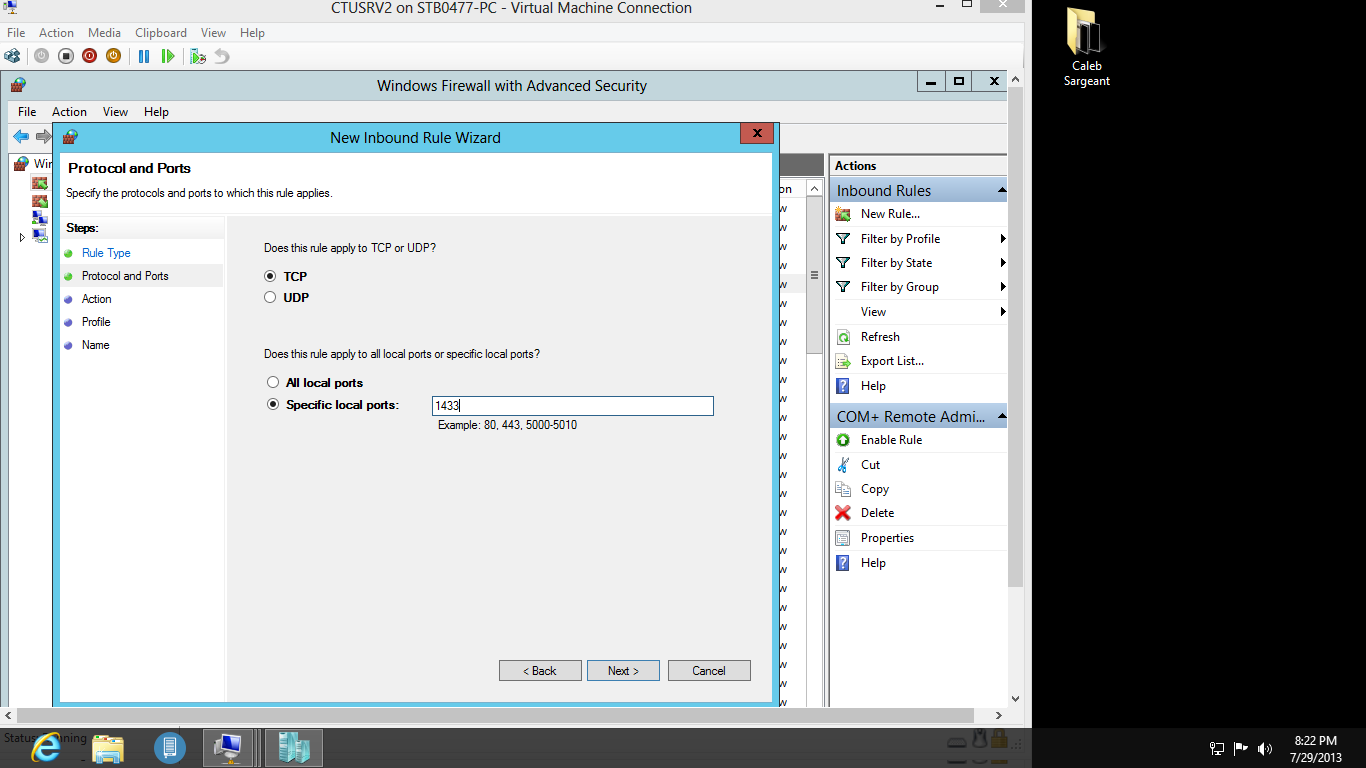 CTUSRV2 on STB0477-PC - Virtual Machine Connection
File Action Media Clipboard View Help
Windows Firewall with Advanced Security
File Action View Help
New Inbound Rule Wizard
Protocol and Ports
Specify the protocols and ports to which this rule applies.
Steps:
Rule Type
Protocol and Ports
Action
Profile
Name
Does this rule apply to TCP or UDP?
TCP
UDP
Does this rule apply to all local ports or specific local ports?
All local ports
Specific local ports: 1433
Example: 80, 443, 5000-5010
< Back Next > Cancel
Actions
Inbound Rules
New Rule...
Filter by Profile
Filter by State
Filter by Group
View
Refresh
Export List...
Help
COM+ Remote Admi...
Enable Rule
Cut
Copy
Delete
Properties
Help
Caleb
Sargeant
8:22 PM
7/29/2013